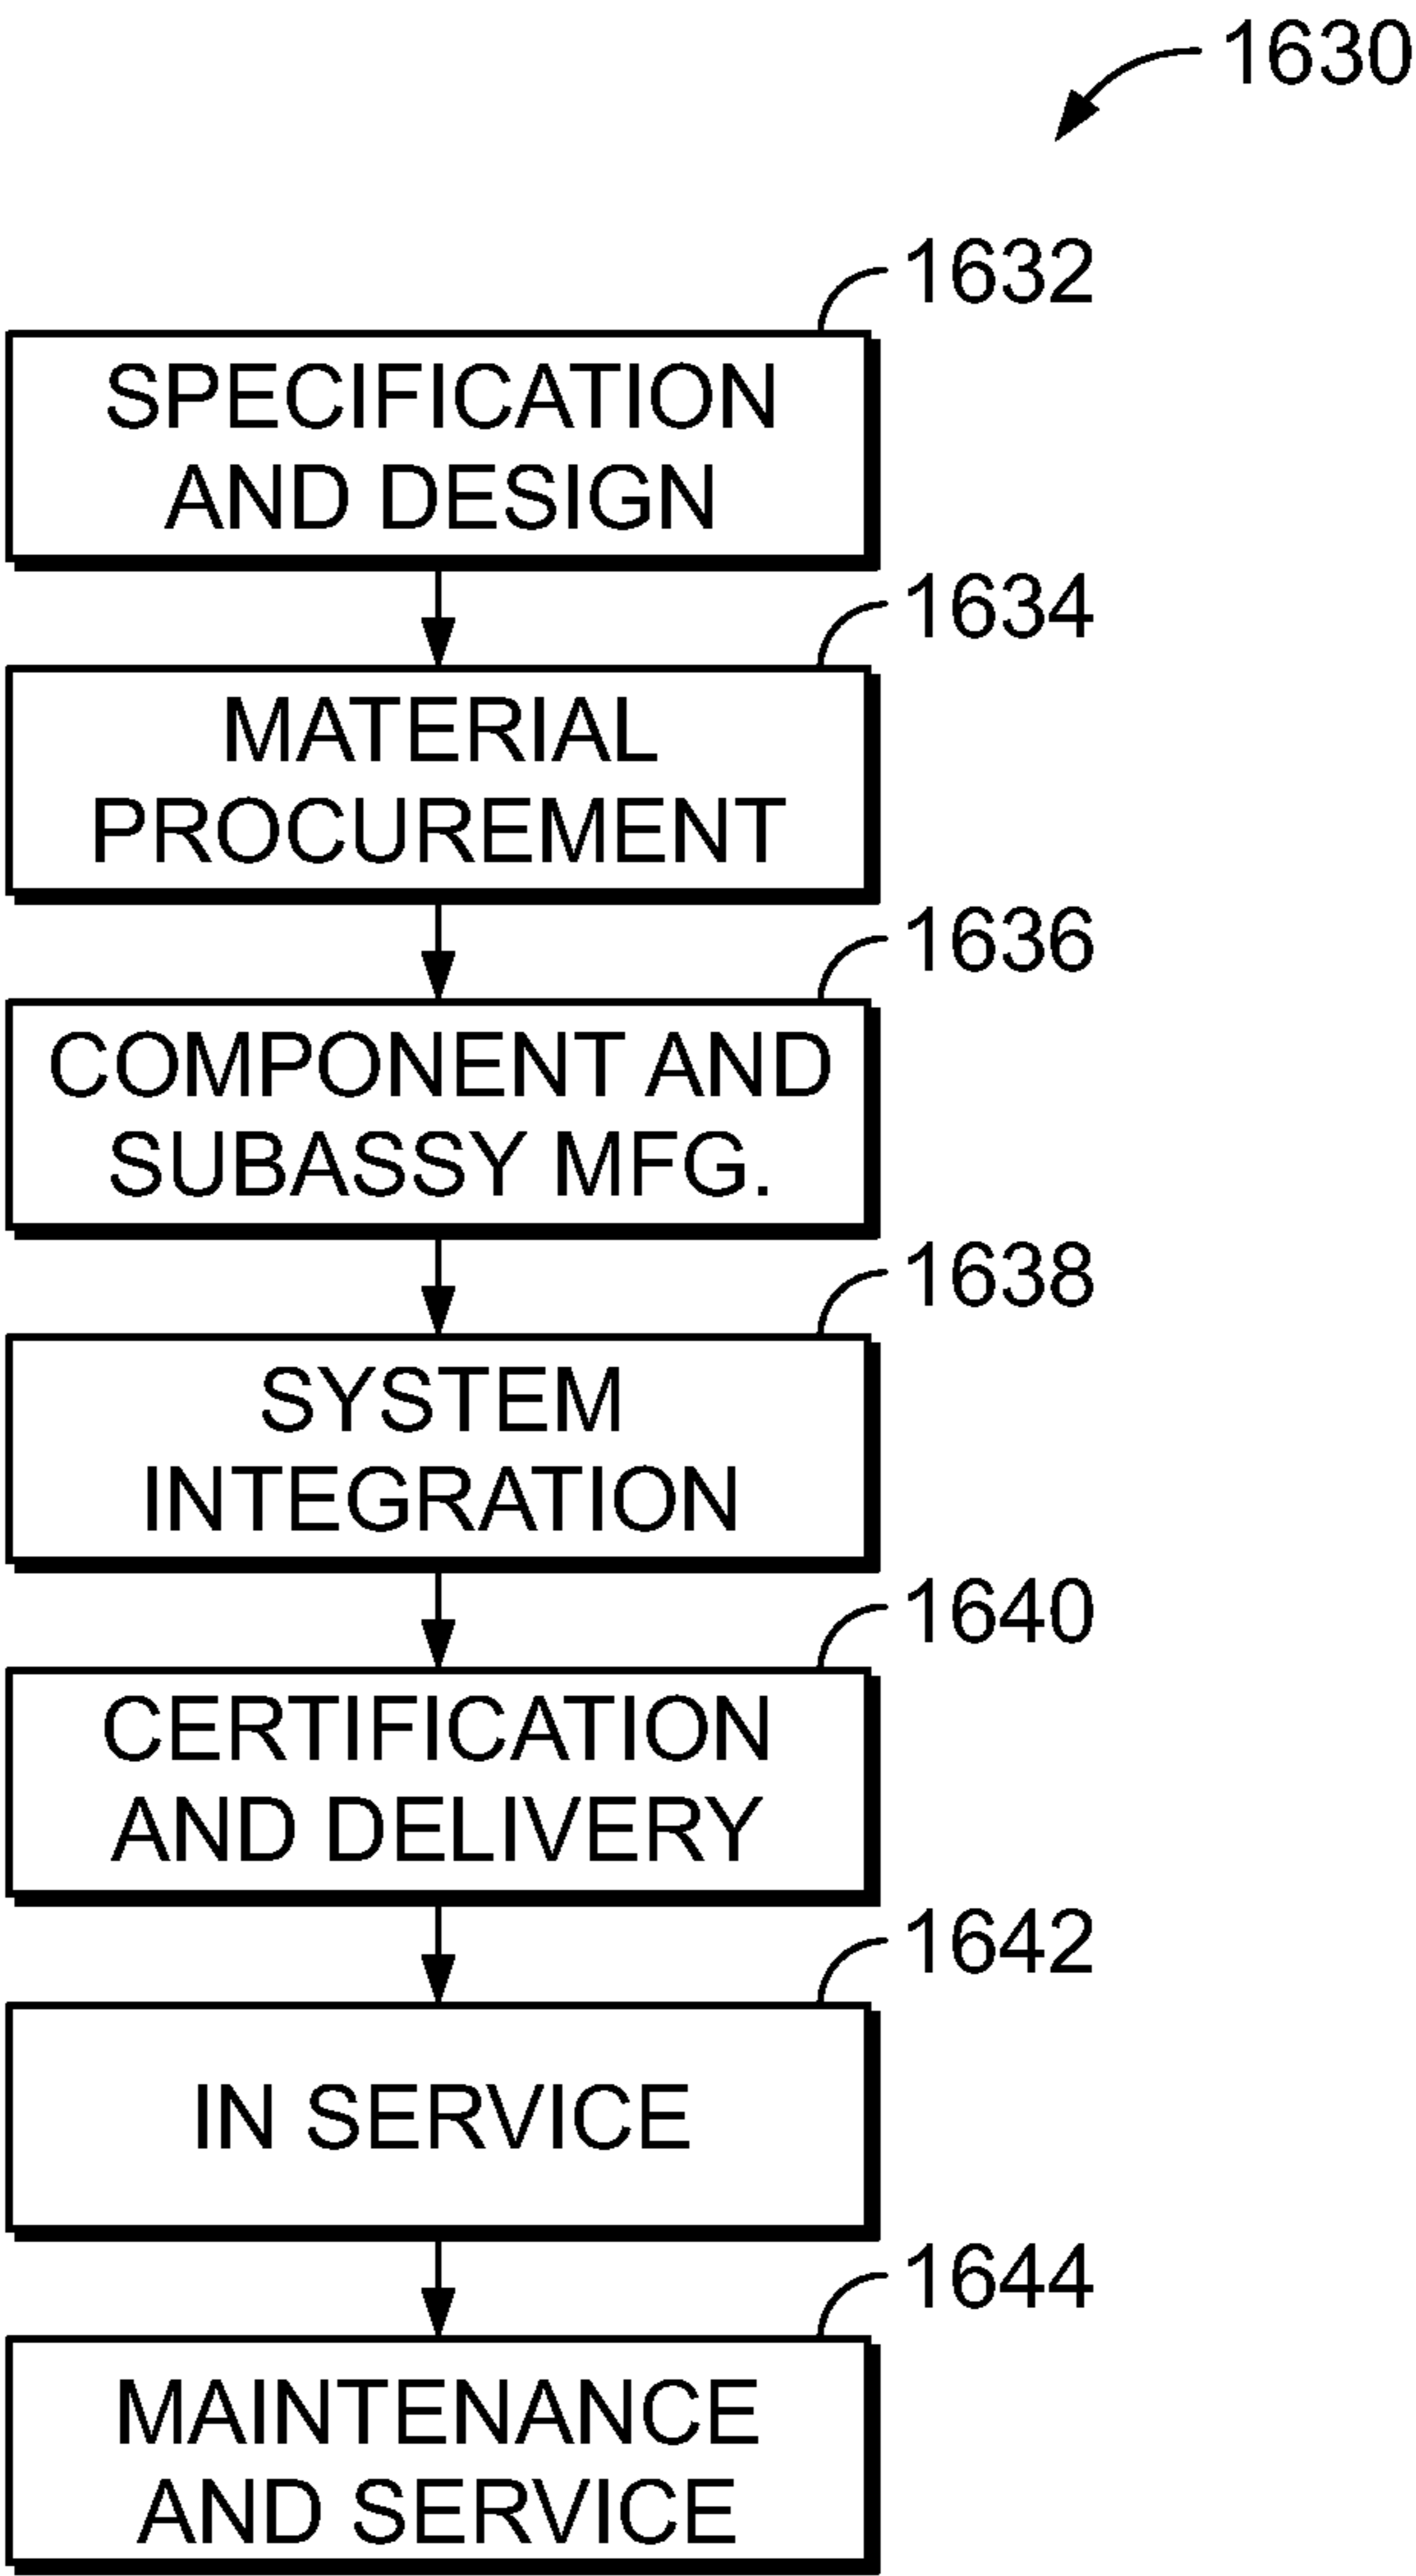 1630
1632
SPECIFICATION
AND DESIGN
1634
MATERIAL
PROCUREMENT
1636
COMPONENT AND
SUBASSY MFG.
1638
SYSTEM
INTEGRATION
1640
CERTIFICATION
AND DELIVERY
1642
IN SERVICE
1644
MAINTENANCE
AND SERVICE